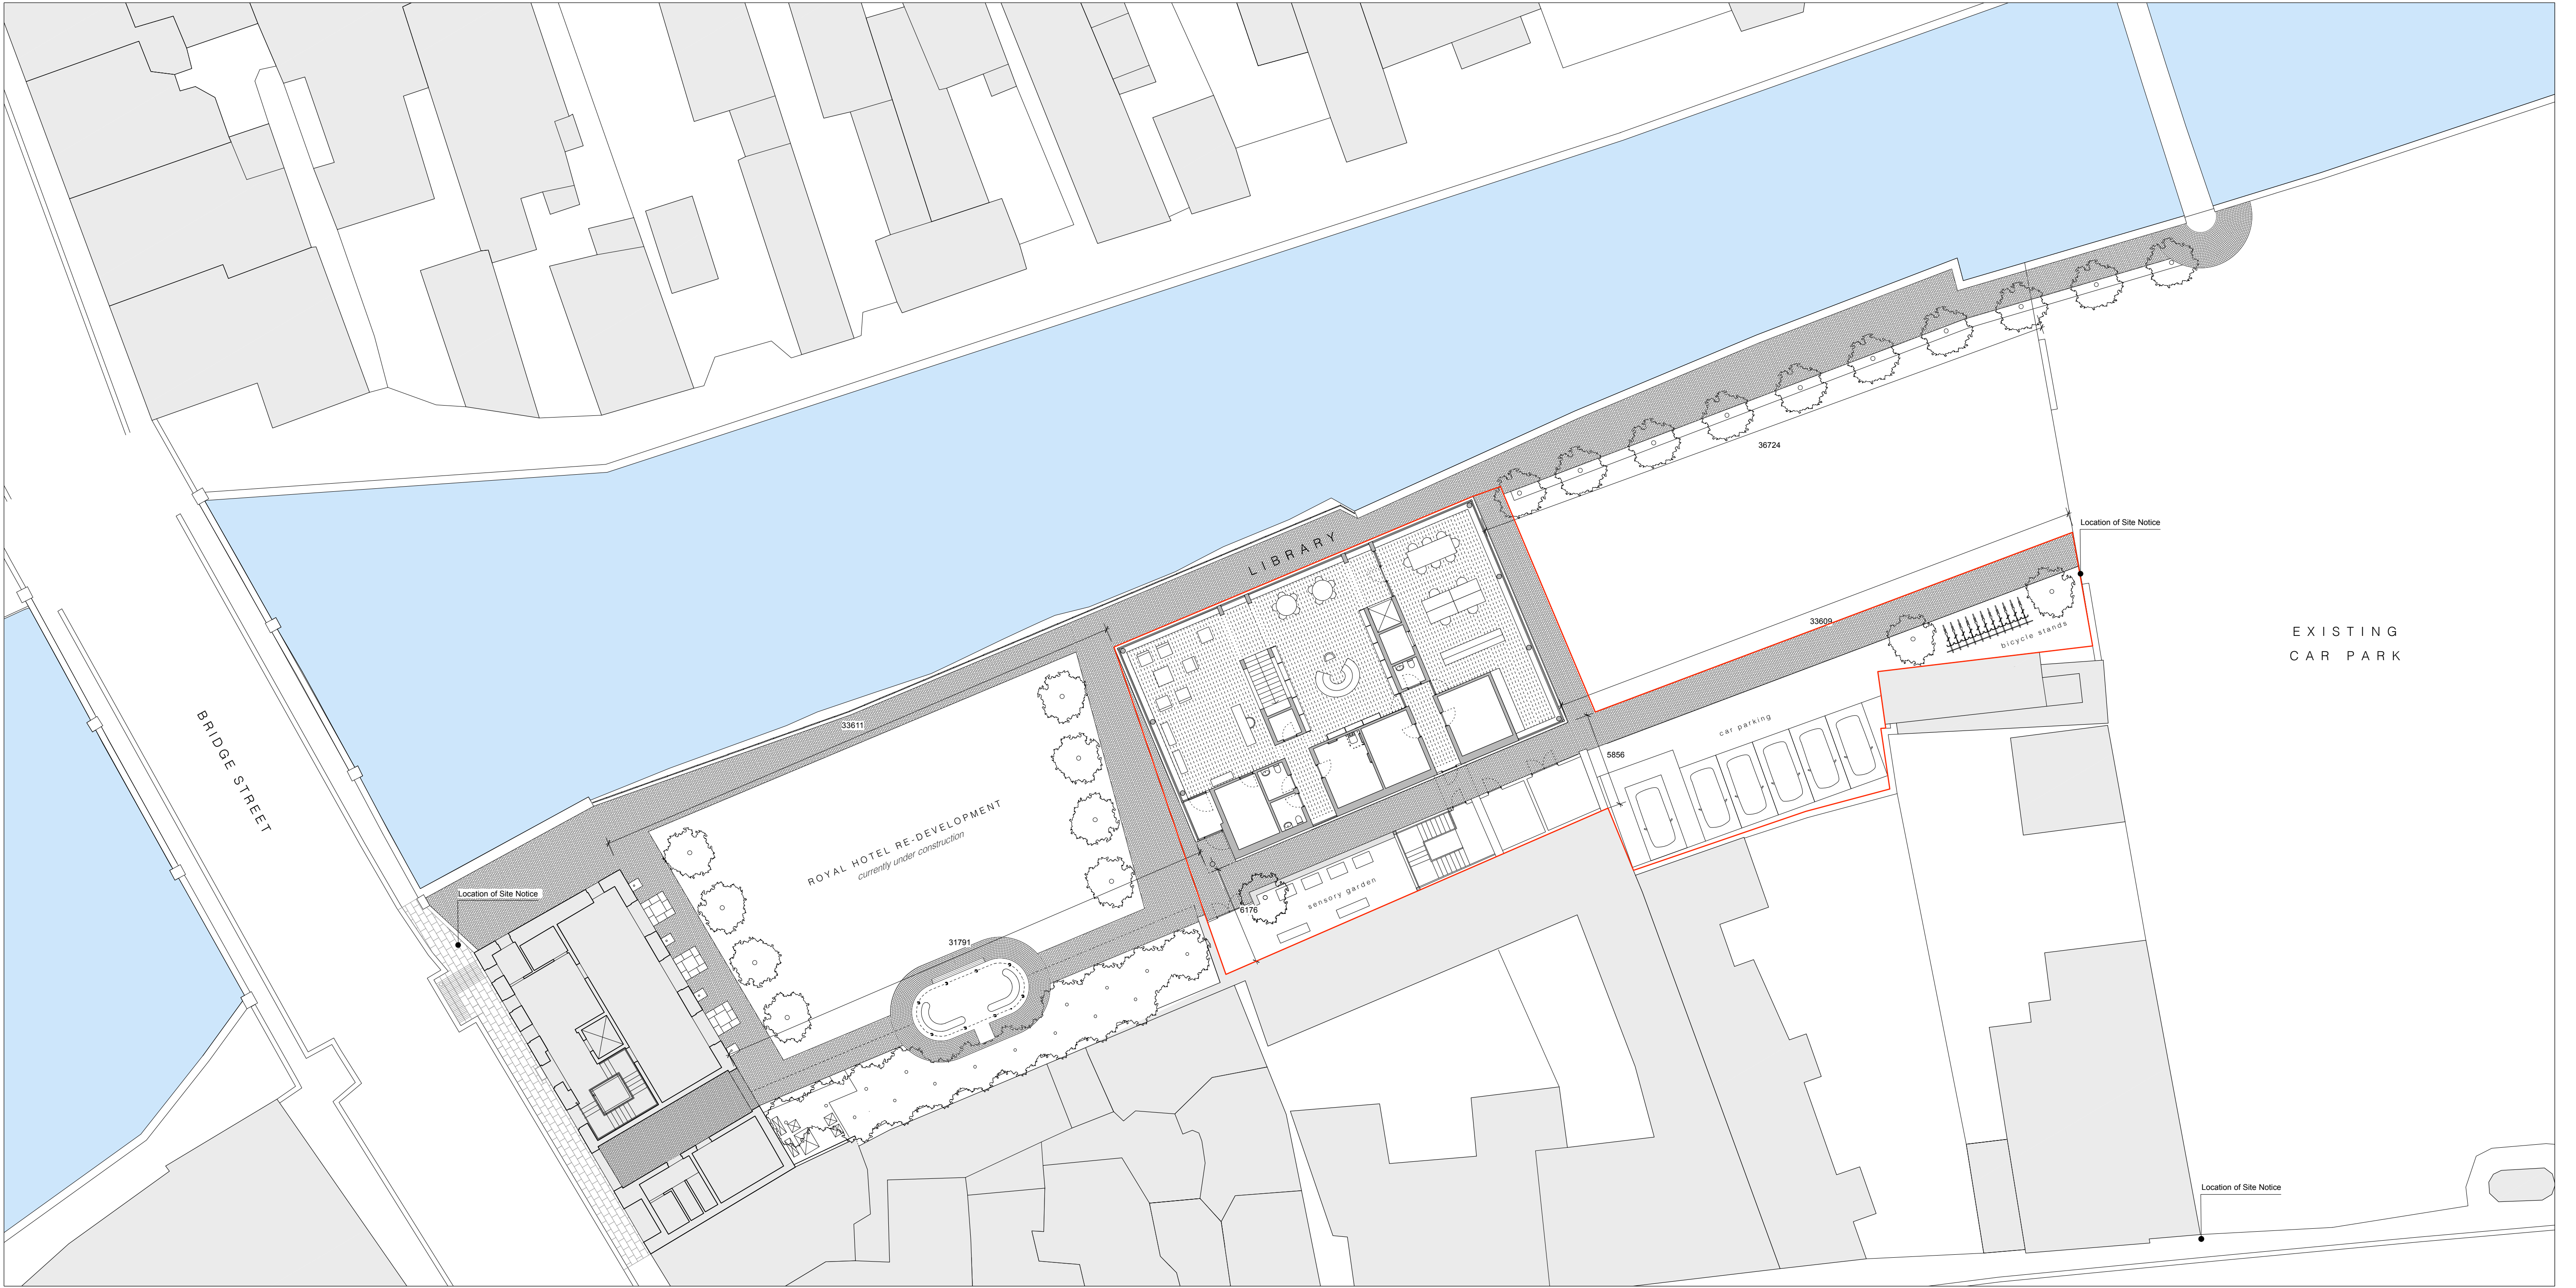 36724
Location of Site Notice
LIBRARY
33609
bicycle stands
EXISTING
CAR PARK
BRIDGE STREET
33611
car parking
5856
ROYAL HOTEL RE-DEVELOPMENT
currently under construction
Location of Site Notice
sensory garden
6176
31791
Location of Site Notice